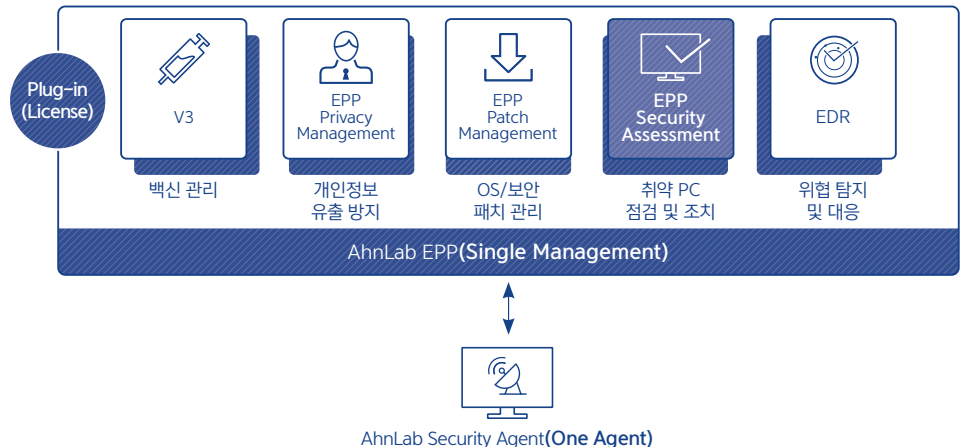 Plug-in
(License)
V3
EPP
Privacy
Management
EPP
Patch
Management
EPP
Security
Assessment
EDR
백신 관리
개인정보
유출 방지
OS/보안
패치 관리
취약 PC
점검 및 조치
위협 탐지
및 대응
AhnLab EPP(Single Management)
AhnLab Security Agent(One Agent)